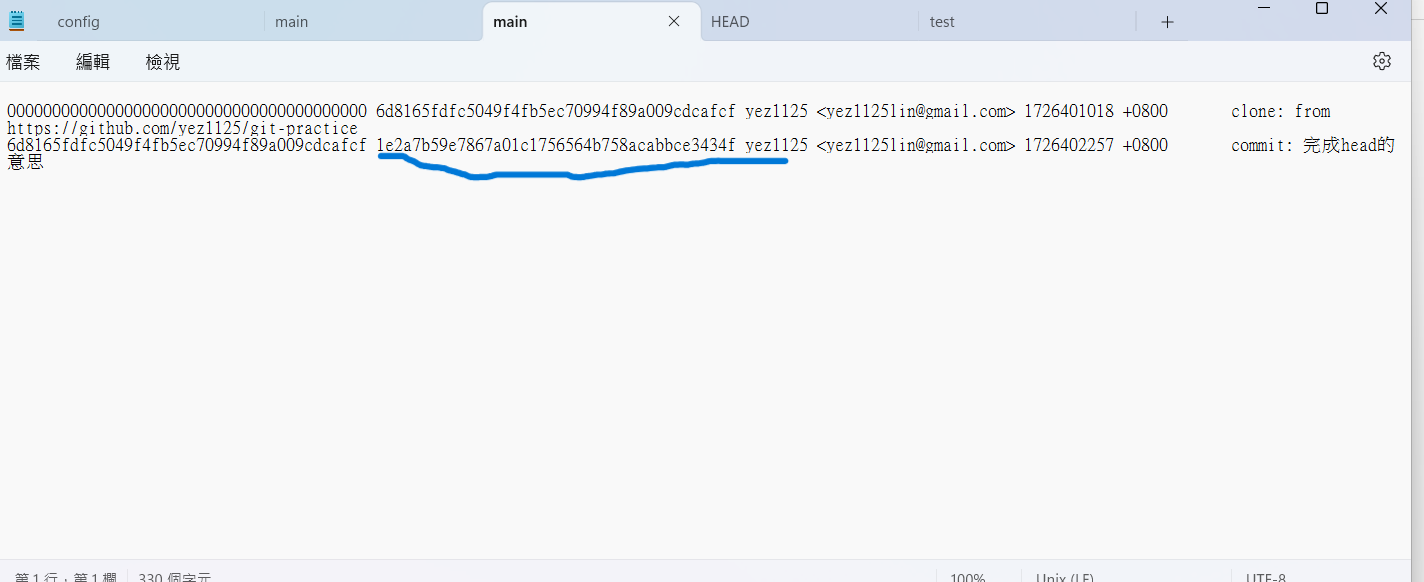 config main main HEAD test
檔案 編輯 檢視
0000000000000000000000000000000000000000 6d8165fdfc5049f4fb5ec70994f89a009cdcafcf yez1125 <yez1125lin@gmail.com> 1726401018 +0800 clone: from
https://github.com/yez1125/git-practice
6d8165fdfc5049f4fb5ec70994f89a009cdcafcf 1e2a7b59e7867a01c1756564b758acabbce3434f yez1125 <yez1125lin@gmail.com> 1726402257 +0800 commit: 完成head的
意思
第 1 行，第 1 欄 330 個字元 100% Unix (LF) UTF-8